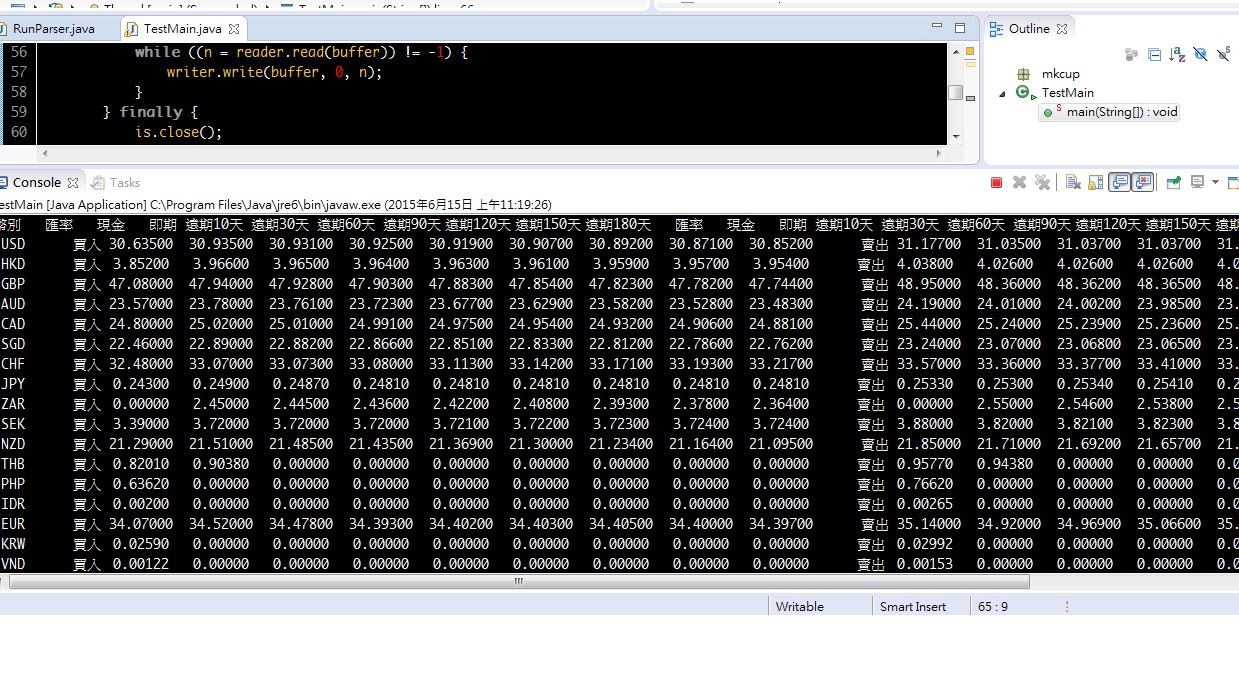 RunParser.java TestMain.java Outline
56 while ((n = reader.read(buffer)) != -1) {
57 writer.write(buffer, 0, n);
58 }
59 } finally {
60 is.close();
mkcup
TestMain
main(String[]) : void
Console Tasks
estMain [Java Application] C:\Program Files\Java\jre6\bin\javaw.exe (2015年6月15日 上午11:19:26)
幣別 匯率 現金 即期 遠期10天 遠期30天 遠期60天 遠期90天 遠期120天 遠期150天 遠期180天 匯率 現金 即期 遠期10天 遠期30天 遠期60天 遠期90天 遠期120天 遠期150天 遠期
USD 買入 30.63500 30.93500 30.93100 30.92500 30.91900 30.90700 30.89200 30.87100 30.85200 賣出 31.17700 31.03500 31.03700 31.03700 31.
HKD 買入 3.85200 3.96600 3.96500 3.96400 3.96300 3.96100 3.95900 3.95700 3.95400 賣出 4.03800 4.02600 4.02600 4.02600 4.0
GBP 買入 47.08000 47.94000 47.92800 47.90300 47.88300 47.85400 47.82300 47.78200 47.74400 賣出 48.95000 48.36000 48.36200 48.36500 48.
AUD 買入 23.57000 23.78000 23.76100 23.72300 23.67700 23.62900 23.58200 23.52800 23.48300 賣出 24.19000 24.01000 24.00200 23.98500 23.
CAD 買入 24.80000 25.02000 25.01000 24.99100 24.97500 24.95400 24.93200 24.90600 24.88100 賣出 25.44000 25.24000 25.23900 25.23600 25.
SGD 買入 22.46000 22.89000 22.88200 22.86600 22.85100 22.83300 22.81200 22.78600 22.76200 賣出 23.24000 23.07000 23.06800 23.06500 23.
CHF 買入 32.48000 33.07000 33.07300 33.08000 33.11300 33.14200 33.17100 33.19300 33.21700 賣出 33.57000 33.36000 33.37700 33.41000 33.
JPY 買入 0.24300 0.24900 0.24870 0.24810 0.24810 0.24810 0.24810 0.24810 0.24810 賣出 0.25330 0.25300 0.25340 0.25410 0.2
ZAR 買入 0.00000 2.45000 2.44500 2.43600 2.42200 2.40800 2.39300 2.37800 2.36400 賣出 0.00000 2.55000 2.54600 2.53800 2.5
SEK 買入 3.39000 3.72000 3.72000 3.72000 3.72100 3.72200 3.72300 3.72400 3.72400 賣出 3.88000 3.82000 3.82100 3.82300 3.8
NZD 買入 21.29000 21.51000 21.48500 21.43500 21.36900 21.30000 21.23400 21.16400 21.09500 賣出 21.85000 21.71000 21.69200 21.65700 21.
THB 買入 0.82010 0.90380 0.00000 0.00000 0.00000 0.00000 0.00000 0.00000 0.00000 賣出 0.95770 0.94380 0.00000 0.00000 0.0
PHP 買入 0.63620 0.00000 0.00000 0.00000 0.00000 0.00000 0.00000 0.00000 0.00000 賣出 0.76620 0.00000 0.00000 0.00000 0.0
IDR 買入 0.00200 0.00000 0.00000 0.00000 0.00000 0.00000 0.00000 0.00000 0.00000 賣出 0.00265 0.00000 0.00000 0.00000 0.0
EUR 買入 34.07000 34.52000 34.47800 34.39300 34.40200 34.40300 34.40500 34.40000 34.39700 賣出 35.14000 34.92000 34.96900 35.06600 35.
KRW 買入 0.02590 0.00000 0.00000 0.00000 0.00000 0.00000 0.00000 0.00000 0.00000 賣出 0.02992 0.00000 0.00000 0.00000 0.0
VND 買入 0.00122 0.00000 0.00000 0.00000 0.00000 0.00000 0.00000 0.00000 0.00000 賣出 0.00153 0.00000 0.00000 0.00000 0.0
Writable Smart Insert 65 : 9